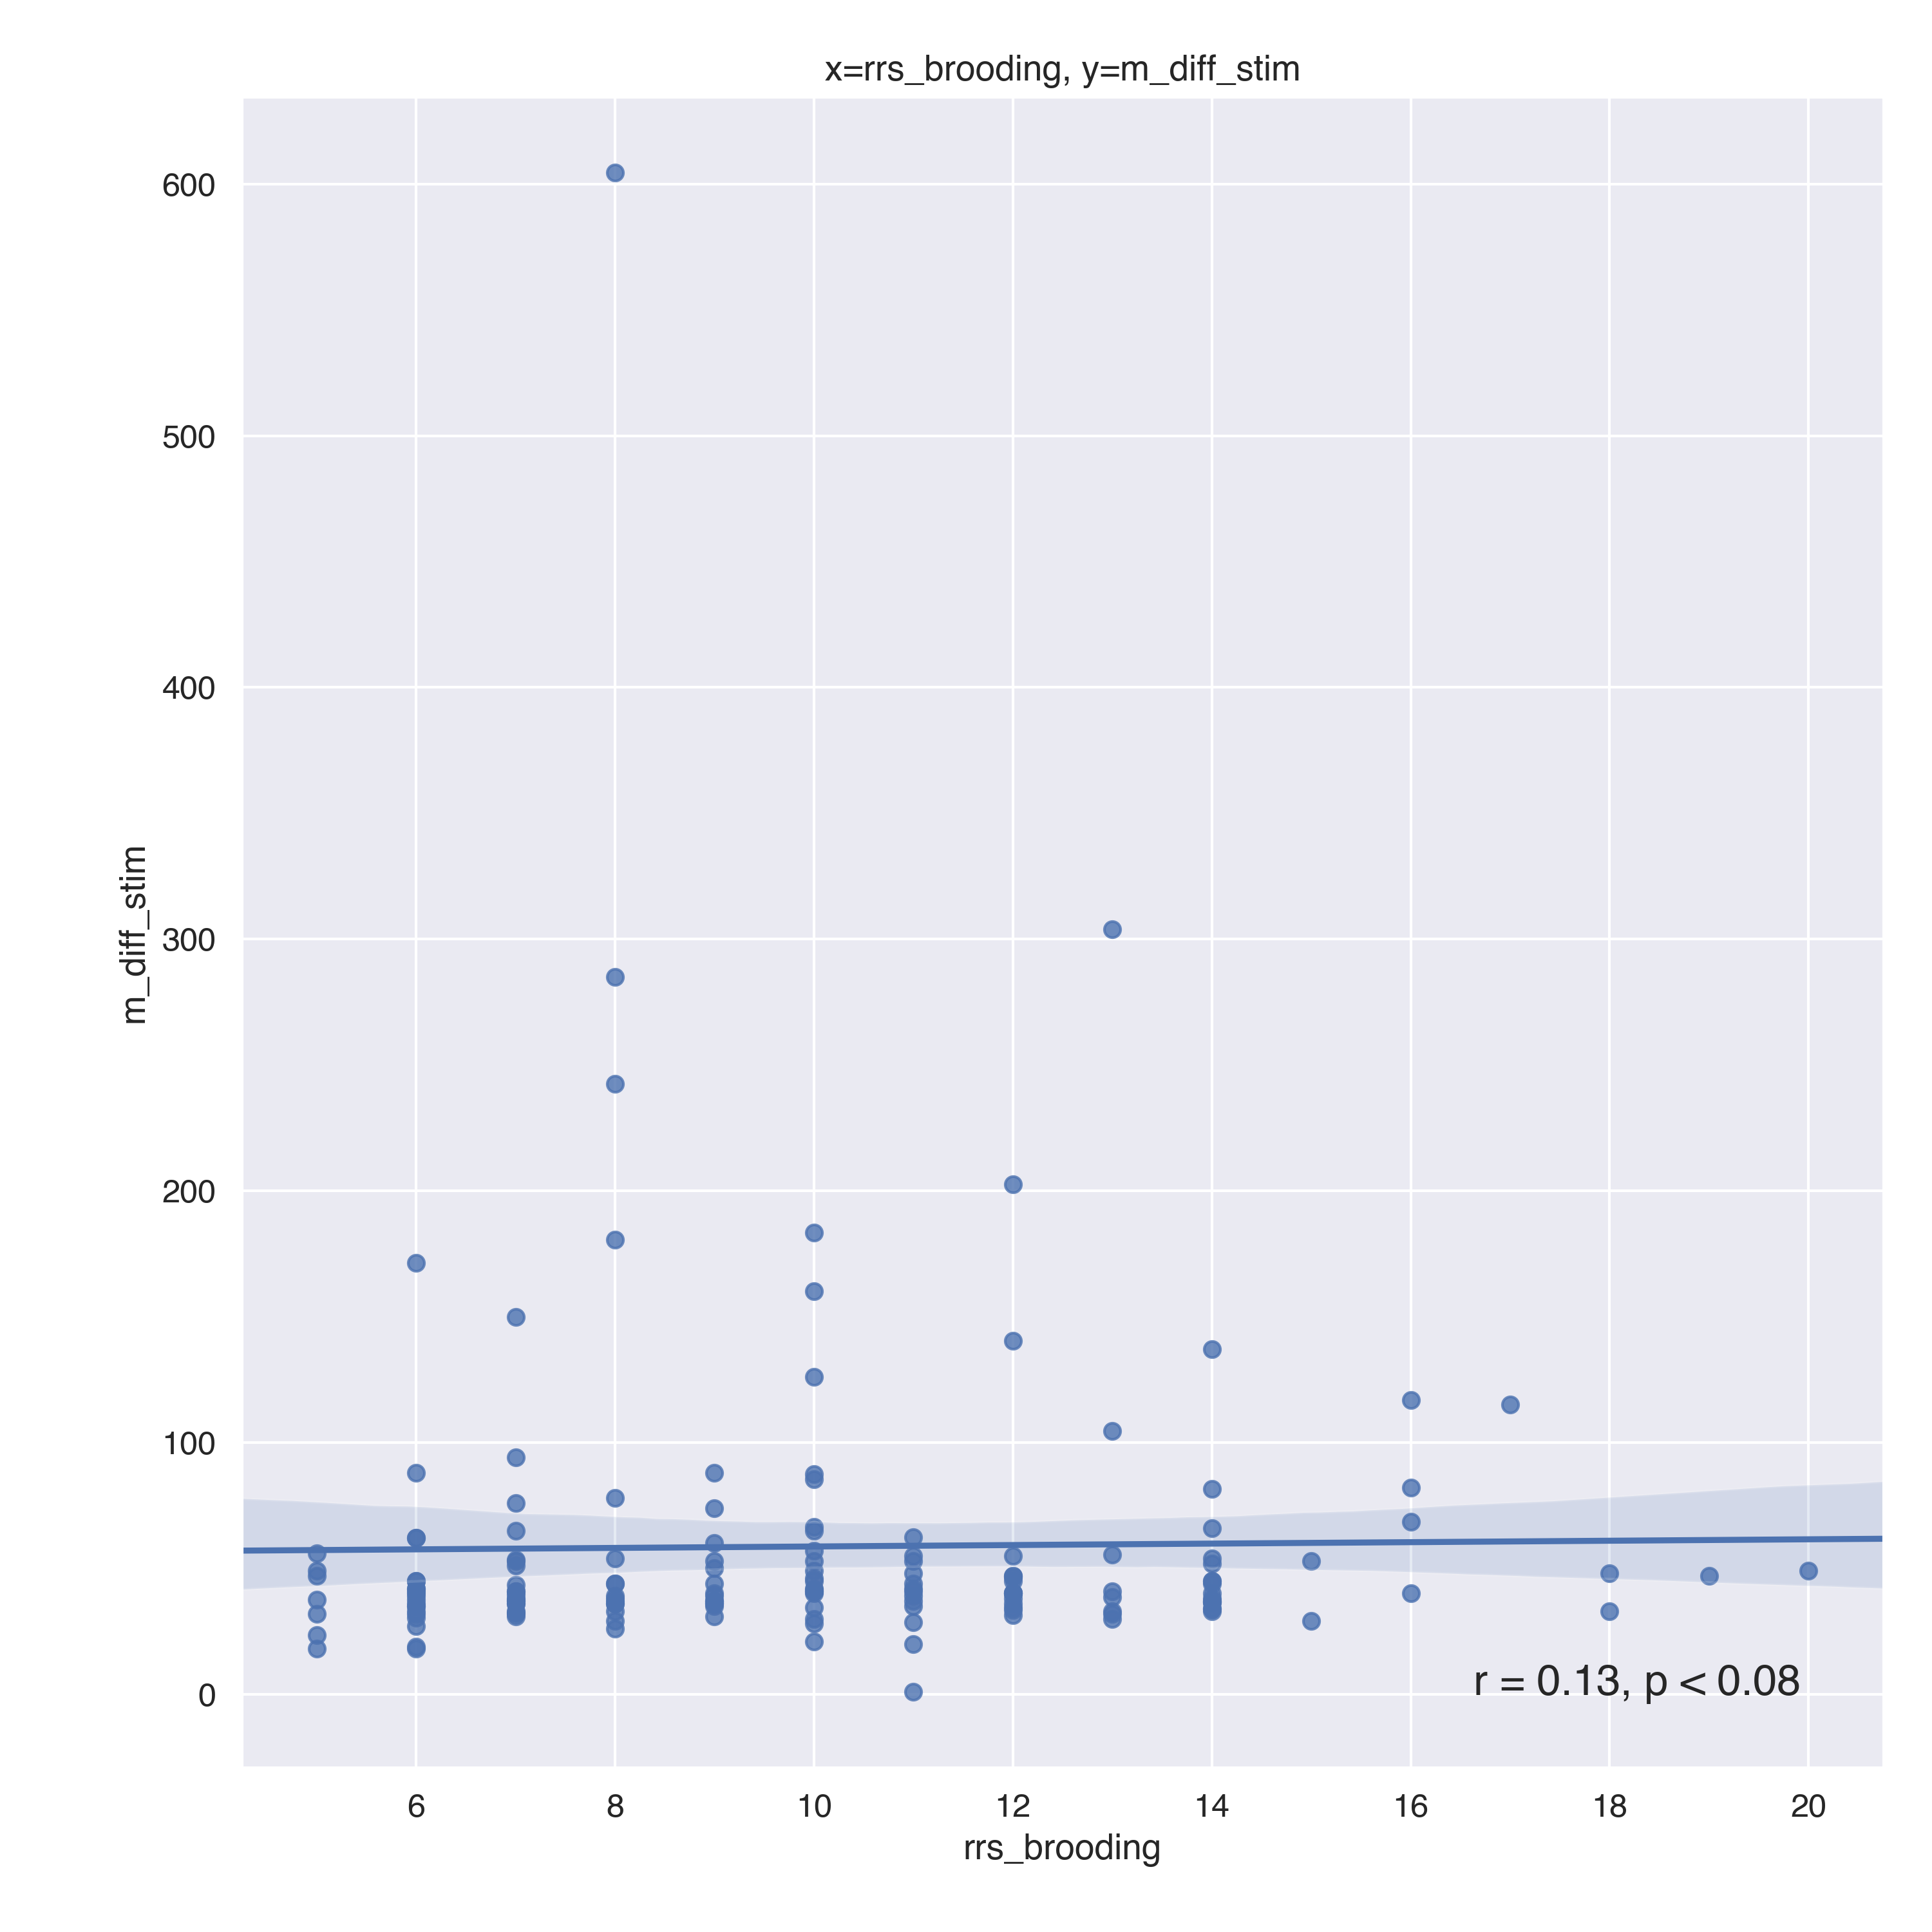 x=rrs_brooding, y=m_diff_stim
600
500
400
300
200
100
0
m_diff_stim
r = 0.13, p < 0.08
6 8 10 12 14 16 18 20
rrs_brooding